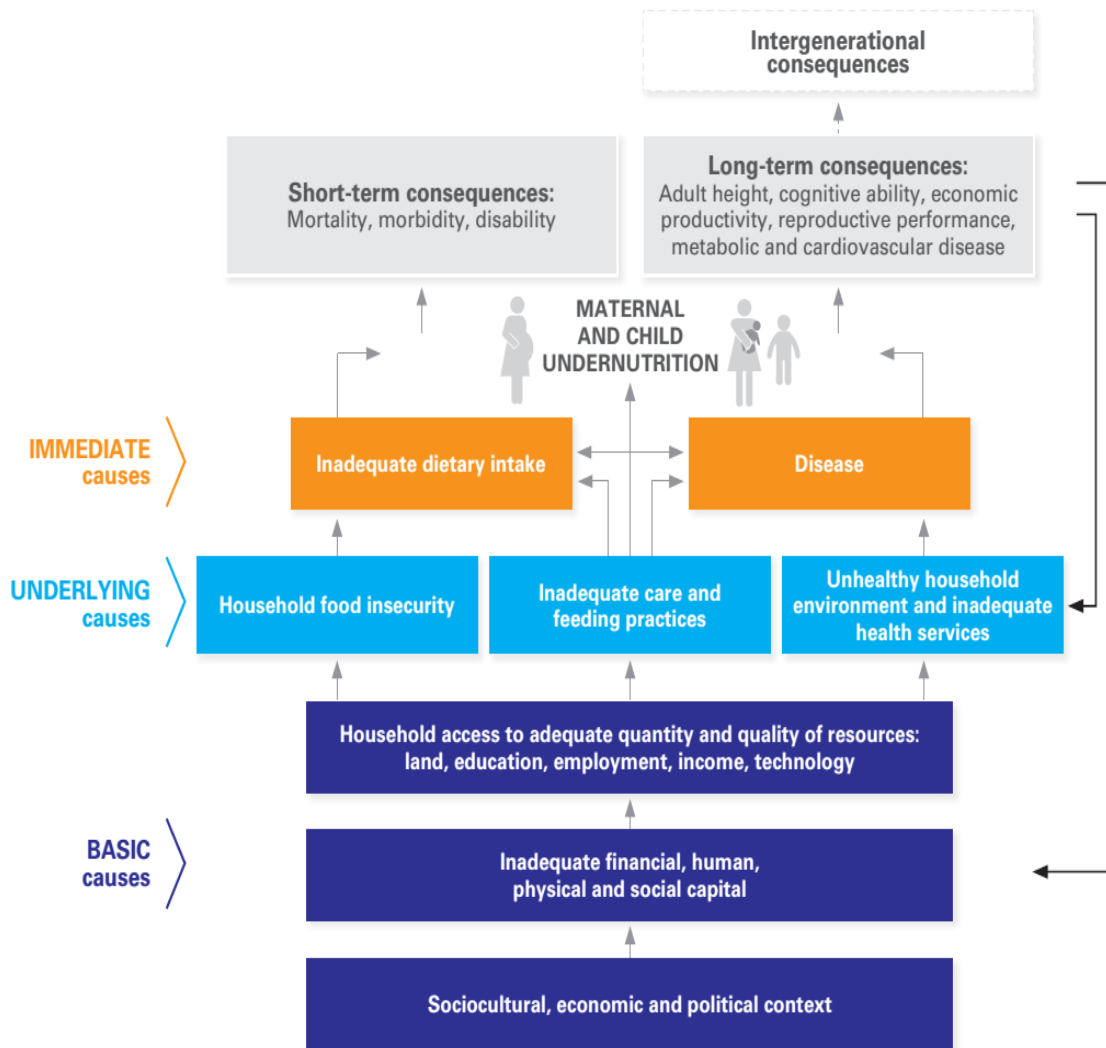 Intergenerational
consequences
Short-term consequences:
Mortality, morbidity, disability
Long-term consequences:
Adult height, cognitive ability, economic
productivity, reproductive performance,
metabolic and cardiovascular disease
MATERNAL
AND CHILD
UNDERNUTRITION
IMMEDIATE
causes
Inadequate dietary intake
Disease
UNDERLYING
causes
Household food insecurity
Inadequate care and
feeding practices
Unhealthy household
environment and inadequate
health services
Household access to adequate quantity and quality of resources:
land, education, employment, income, technology
BASIC
causes
Inadequate financial, human,
physical and social capital
Sociocultural, economic and political context